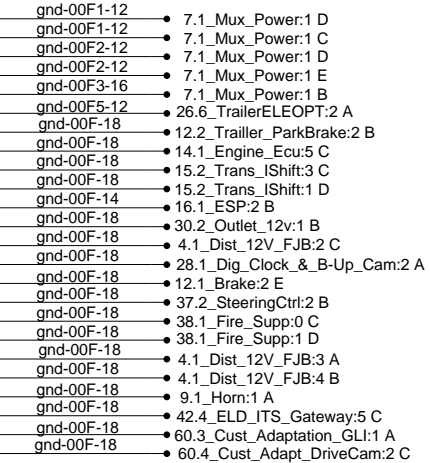 gnd-00F1-12
7.1_Mux_Power:1 D
gnd-00F1-12
7.1_Mux_Power:1 C
gnd-00F2-12
7.1_Mux_Power:1 D
gnd-00F2-12
7.1_Mux_Power:1 E
gnd-00F3-16
7.1_Mux_Power:1 B
gnd-00F5-12
26.6_TrailerELEOPT:2 A
gnd-00F-18
12.2_Trailler_ParkBrake:2 B
gnd-00F-18
14.1_Engine_Ecu:5 C
gnd-00F-18
15.2_Trans_IShift:3 C
gnd-00F-18
15.2_Trans_IShift:1 D
gnd-00F-14
16.1_ESP:2 B
gnd-00F-18
30.2_Outlet_12v:1 B
gnd-00F-18
4.1_Dist_12V_FJB:2 C
gnd-00F-18
28.1_Dig_Clock_&_B-Up_Cam:2 A
gnd-00F-18
12.1_Brake:2 E
gnd-00F-18
37.2_SteeringCtrl:2 B
gnd-00F-18
38.1_Fire_Supp:0 C
gnd-00F-18
38.1_Fire_Supp:1 D
gnd-00F-18
4.1_Dist_12V_FJB:3 A
gnd-00F-18
4.1_Dist_12V_FJB:4 B
gnd-00F-18
9.1_Horn:1 A
gnd-00F-18
42.4_ELD_ITS_Gateway:5 C
gnd-00F-18
60.3_Cust_Adaptation_GLI:1 A
gnd-00F-18
60.4_Cust_Adapt_DriveCam:2 C